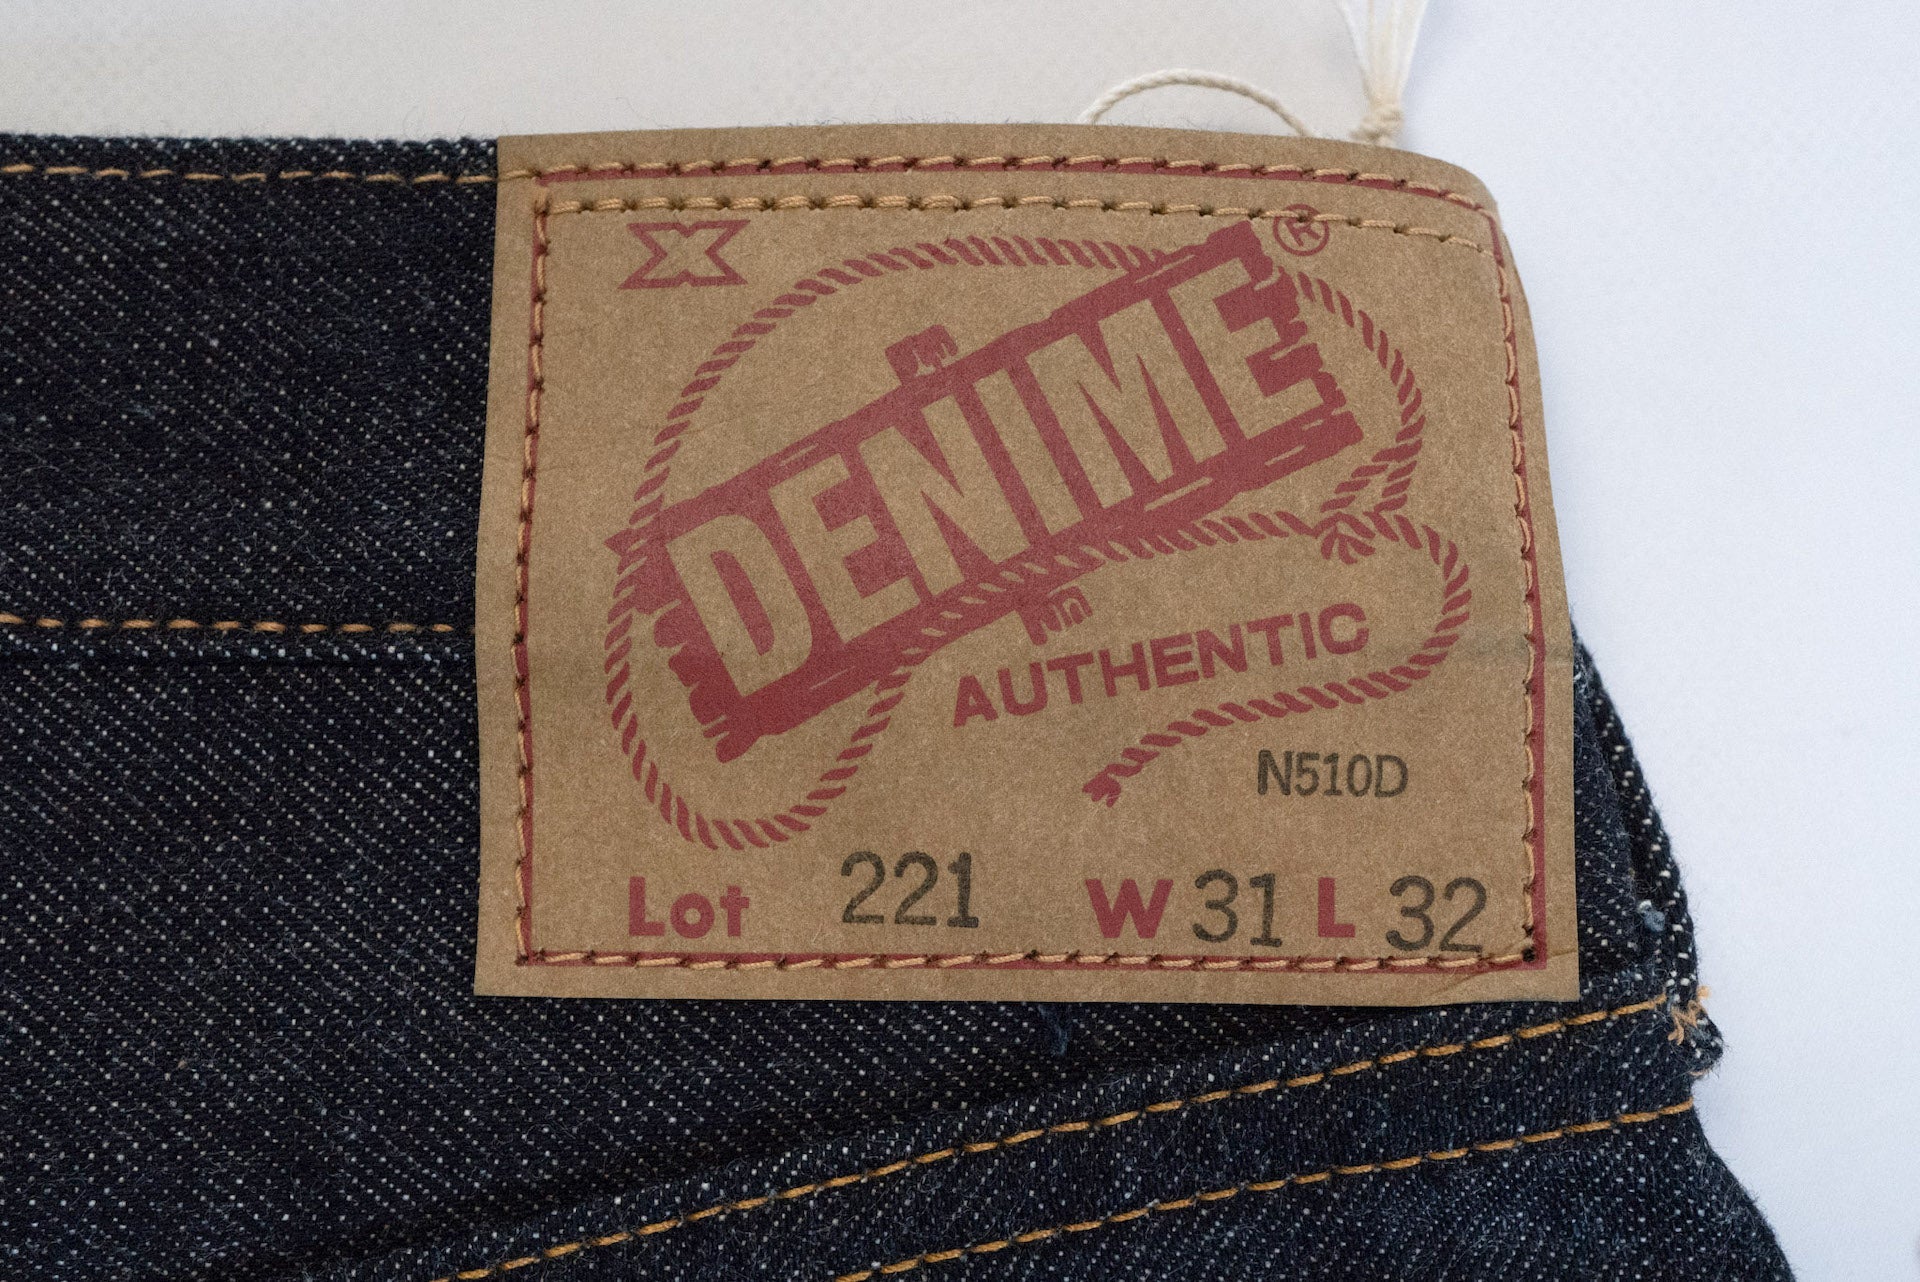 X
DENIME ®
AUTHENTIC
N510D
Lot 221 W 31 L 32